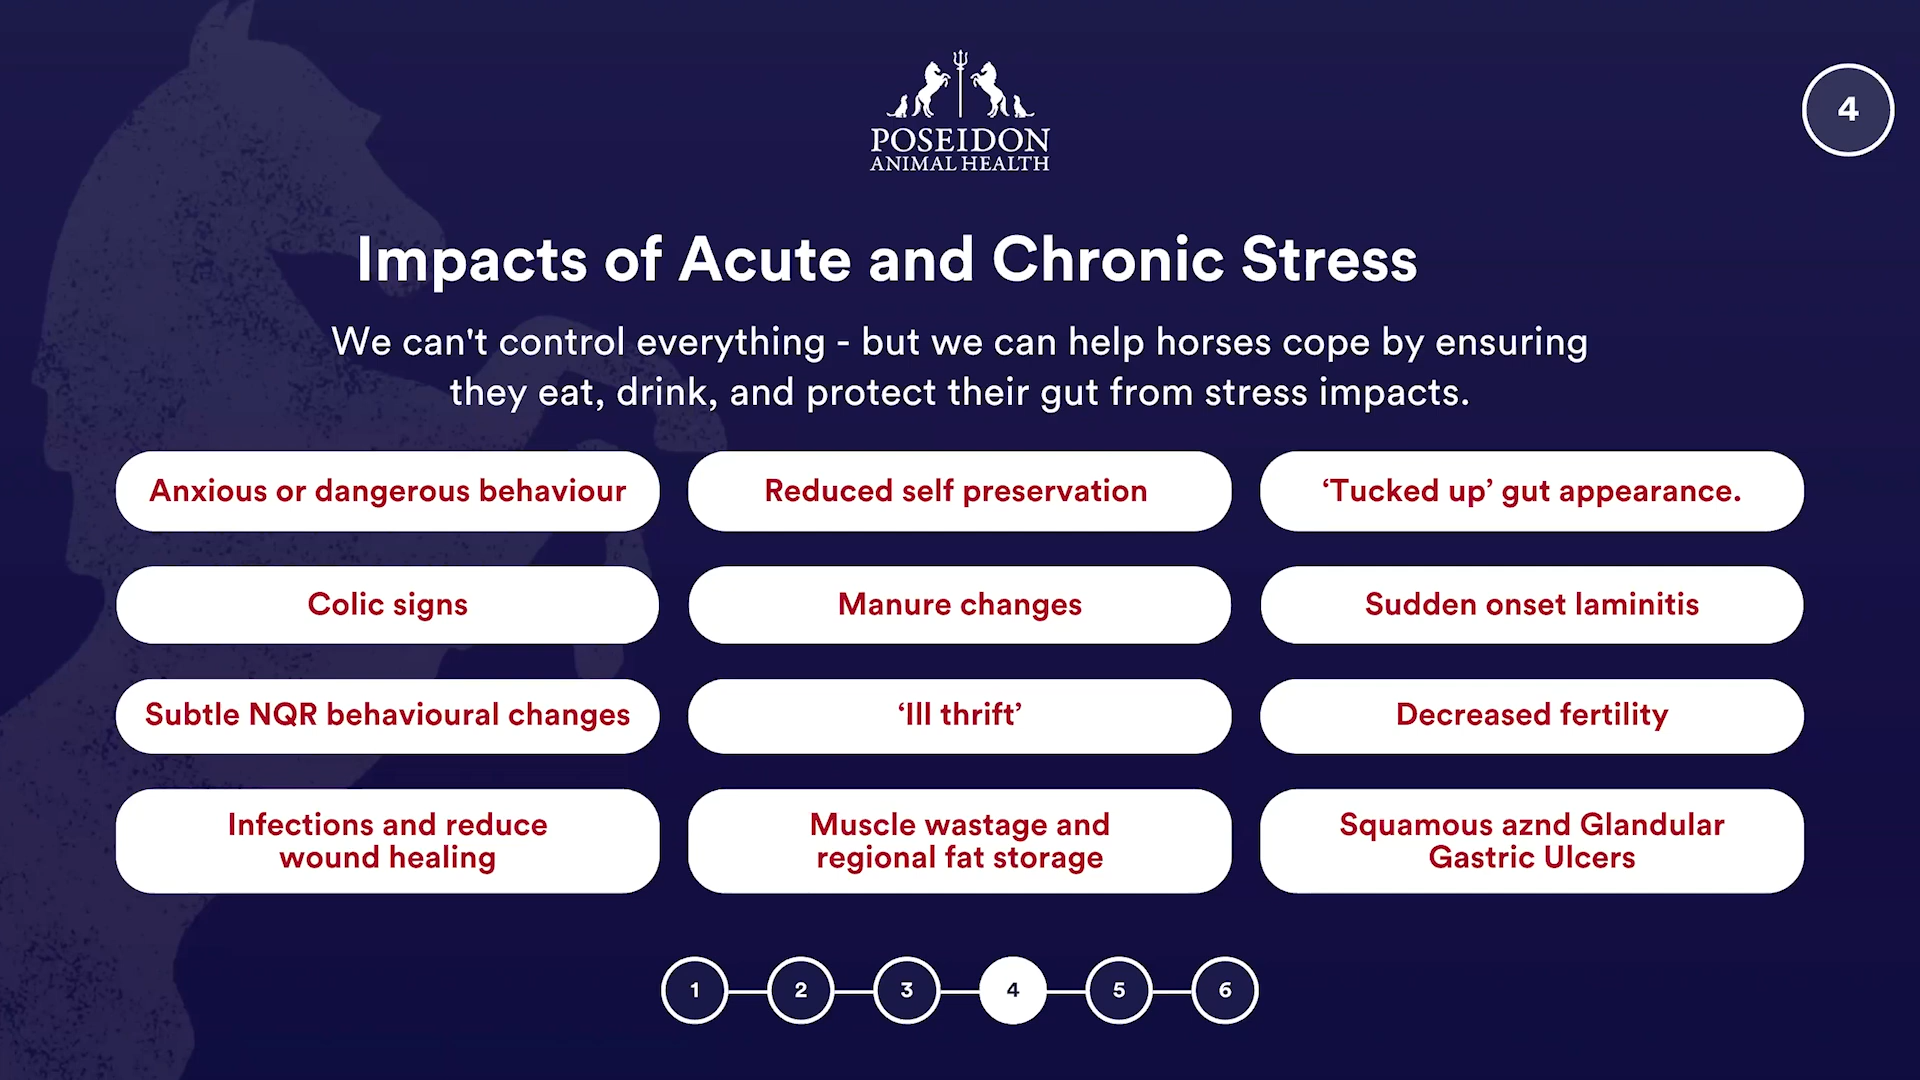 POSEIDON
ANIMAL HEALTH
4
Impacts of Acute and Chronic Stress
We can't control everything - but we can help horses cope by ensuring
they eat, drink, and protect their gut from stress impacts.
Anxious or dangerous behaviour
Reduced self preservation
‘Tucked up’ gut appearance.
Colic signs
Manure changes
Sudden onset laminitis
Subtle NQR behavioural changes
‘Ill thrift’
Decreased fertility
Infections and reduce
wound healing
Muscle wastage and
regional fat storage
Squamous aznd Glandular
Gastric Ulcers
1 2 3 4 5 6